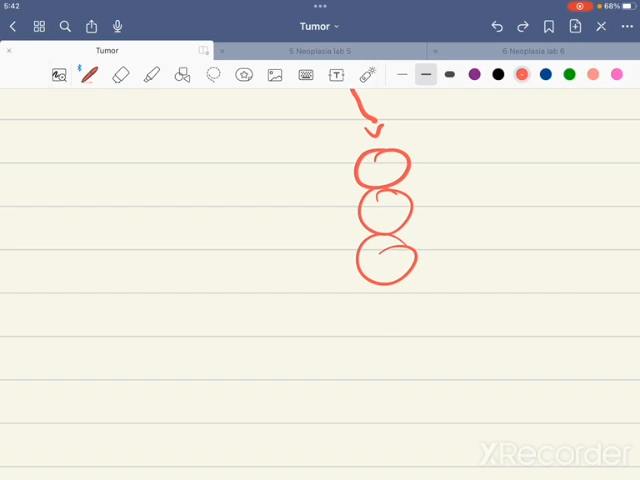 5:42
68%
Tumor
Tumor
5 Neoplasia lab 5
6 Neoplasia lab 6
T
XRecorder